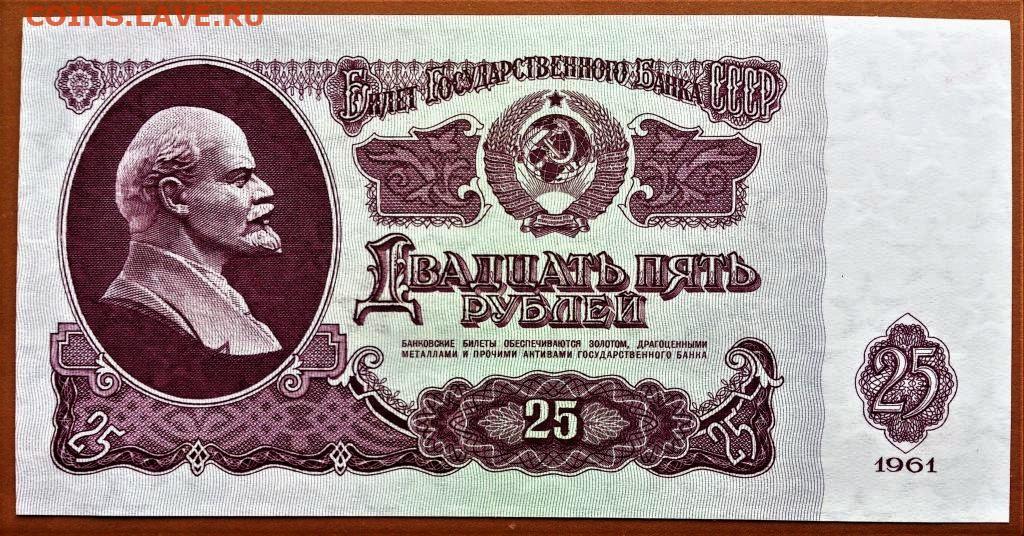 COINS.LAVE.РУ
Билет Государственного Банка СССР
Двадцать пять
рублей
БАНКОВСКИЕ БИЛЕТЫ ОБЕСПЕЧИВАЮТСЯ ЗОЛОТОМ, ДРАГОЦЕННЫМИ
МЕТАЛЛАМИ И ПРОЧИМИ АКТИВАМИ ГОСУДАРСТВЕННОГО БАНКА
25
25
25
25
1961